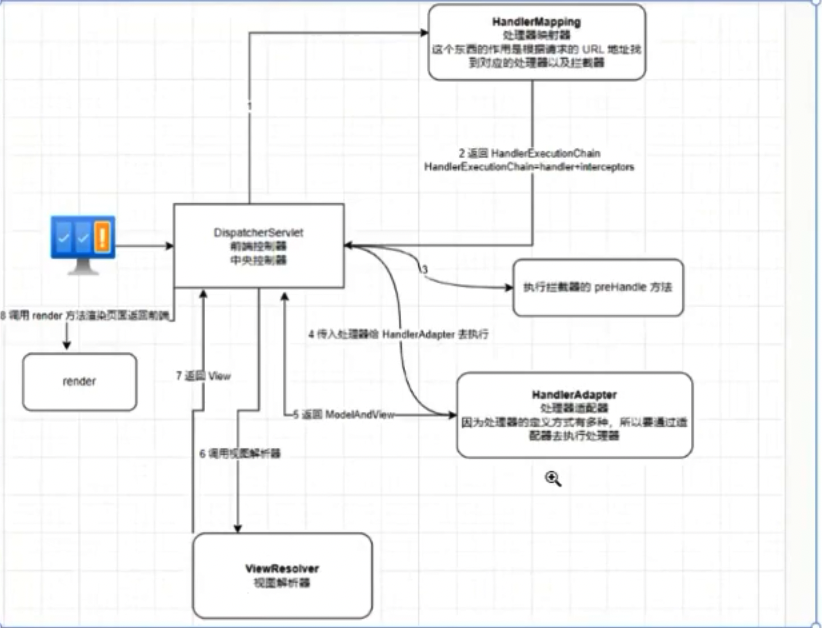 HandlerMapping
处理器映射器
这个东西的作用是根据请求的 URL 地址找
到对应的处理器以及拦截器
1
2 返回 HandlerExecutionChain
HandlerExecutionChain=handler+interceptors
DispatcherServlet
前端控制器
中央控制器
3
执行拦截器的 preHandle 方法
8 调用 render 方法渲染页面返回前端
render
4 传入处理器给 HandlerAdapter 去执行
7 返回 View
HandlerAdapter
处理器适配器
因为处理器的定义方式有多种，所以要通过适
配器去执行处理器
5 返回 ModelAndView
6 调用视图解析器
ViewResolver
视图解析器